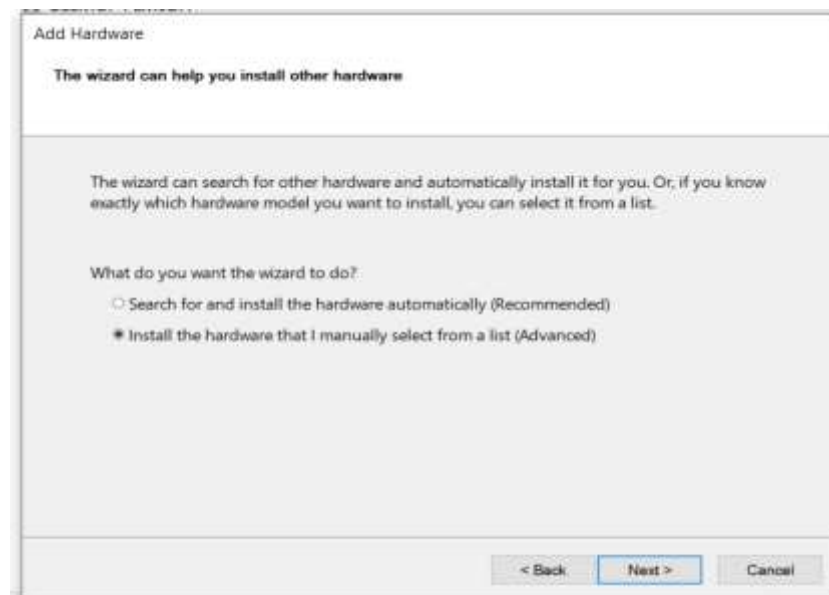 Add Hardware
The wizard can help you install other hardware
The wizard can search for other hardware and automatically install it for you. Or, if you know
exactly which hardware model you want to install, you can select it from a list.
What do you want the wizard to do?
Search for and install the hardware automatically (Recommended)
Install the hardware that I manually select from a list (Advanced)
< Back Next > Cancel